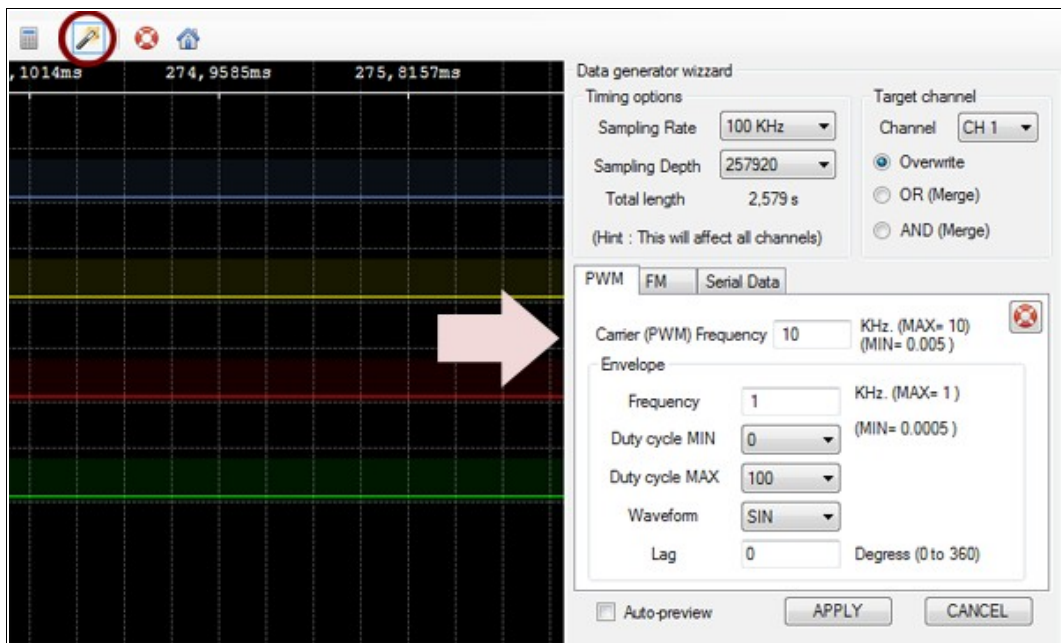 ,1014ms 274,9585ms 275,8157ms
Data generator wizzard
Timing options
Sampling Rate 100 KHz
Sampling Depth 257920
Total length 2,579 s
(Hint : This will affect all channels)
Target channel
Channel CH 1
Overwrite
OR (Merge)
AND (Merge)
PWM FM Serial Data
Carrier (PWM) Frequency 10 KHz. (MAX= 10)
(MIN= 0.005 )
Envelope
Frequency 1 KHz. (MAX= 1 )
(MIN= 0.0005 )
Duty cycle MIN 0
Duty cycle MAX 100
Waveform SIN
Lag 0 Degress (0 to 360)
Auto-preview APPLY CANCEL